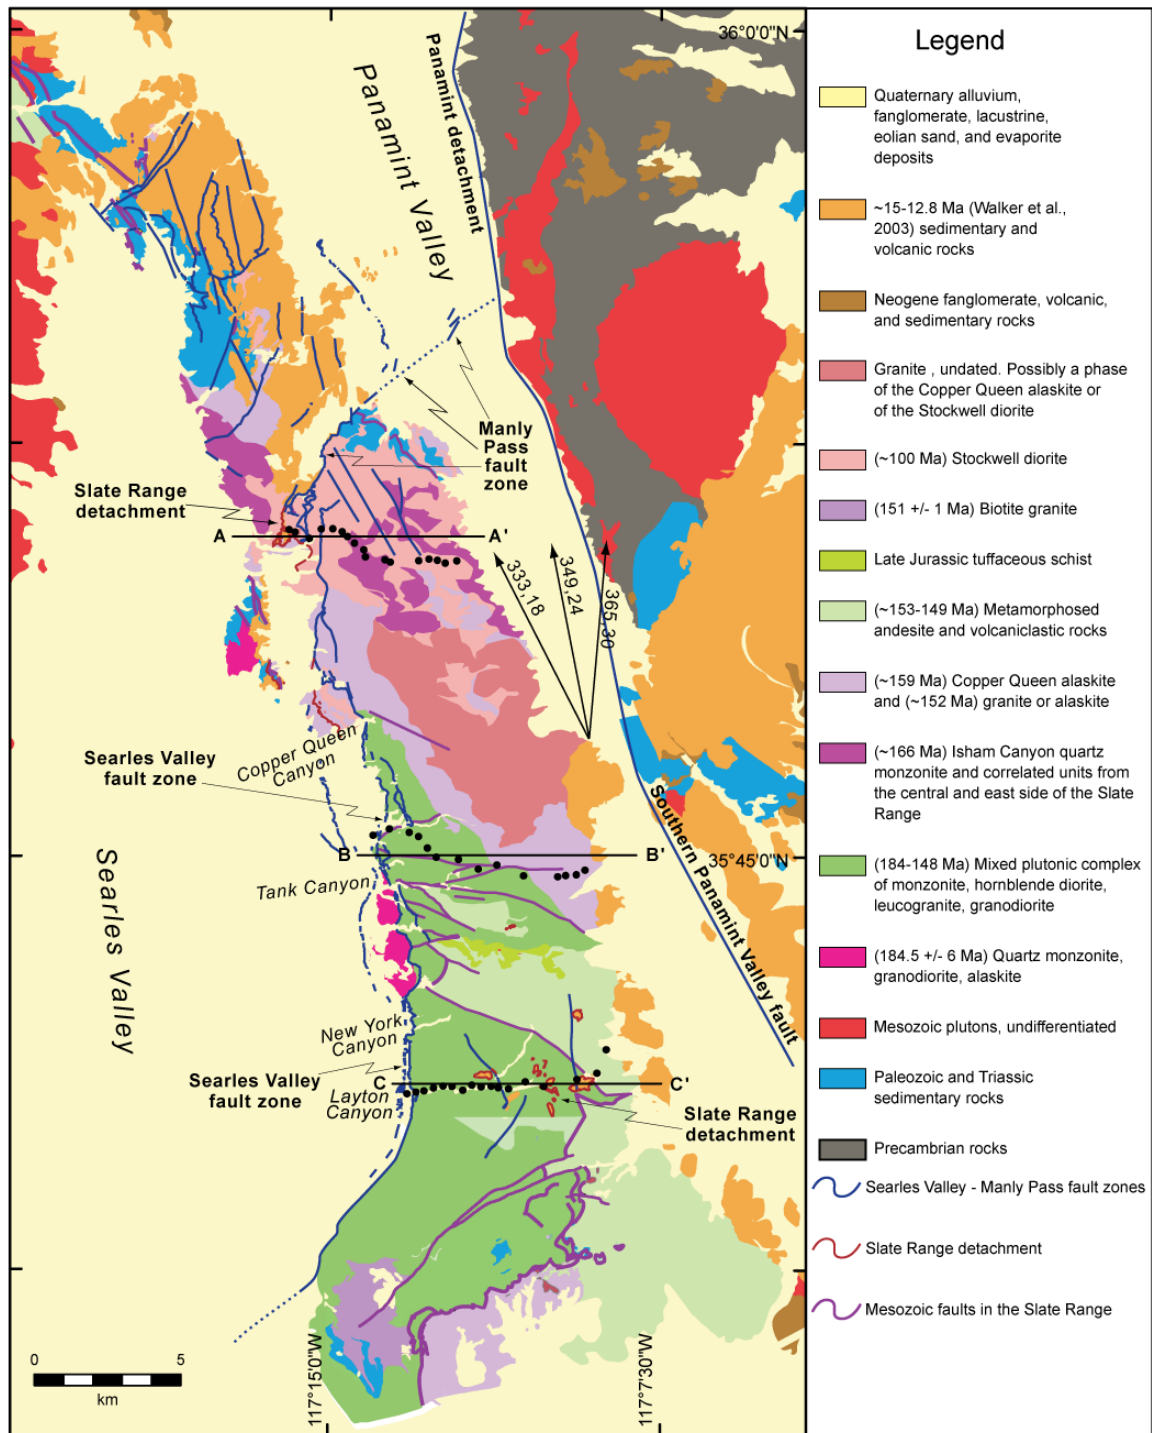 36°0'0"N
Panamint Valley
Panamint detachment
Manly
Pass
fault
zone
Slate Range
detachment
A
A'
333,18
349,24
365,30
Copper Queen
Canyon
Searles Valley
fault zone
B
B'
35°45'0"N
Tank Canyon
Southern Panamint Valley fault
Searles Valley
New York
Canyon
Searles Valley
fault zone
C
C'
Layton
Canyon
Slate Range
detachment
0
5
km
117°15'0"W
117°7'30"W
Legend
Quaternary alluvium,
fanglomerate, lacustrine,
eolian sand, and evaporite
deposits
~15-12.8 Ma (Walker et al.,
2003) sedimentary and
volcanic rocks
Neogene fanglomerate, volcanic,
and sedimentary rocks
Granite , undated. Possibly a phase
of the Copper Queen alaskite or
of the Stockwell diorite
(~100 Ma) Stockwell diorite
(151 +/- 1 Ma) Biotite granite
Late Jurassic tuffaceous schist
(~153-149 Ma) Metamorphosed
andesite and volcaniclastic rocks
(~159 Ma) Copper Queen alaskite
and (~152 Ma) granite or alaskite
(~166 Ma) Isham Canyon quartz
monzonite and correlated units from
the central and east side of the Slate
Range
(184-148 Ma) Mixed plutonic complex
of monzonite, hornblende diorite,
leucogranite, granodiorite
(184.5 +/- 6 Ma) Quartz monzonite,
granodiorite, alaskite
Mesozoic plutons, undifferentiated
Paleozoic and Triassic
sedimentary rocks
Precambrian rocks
Searles Valley - Manly Pass fault zones
Slate Range detachment
Mesozoic faults in the Slate Range